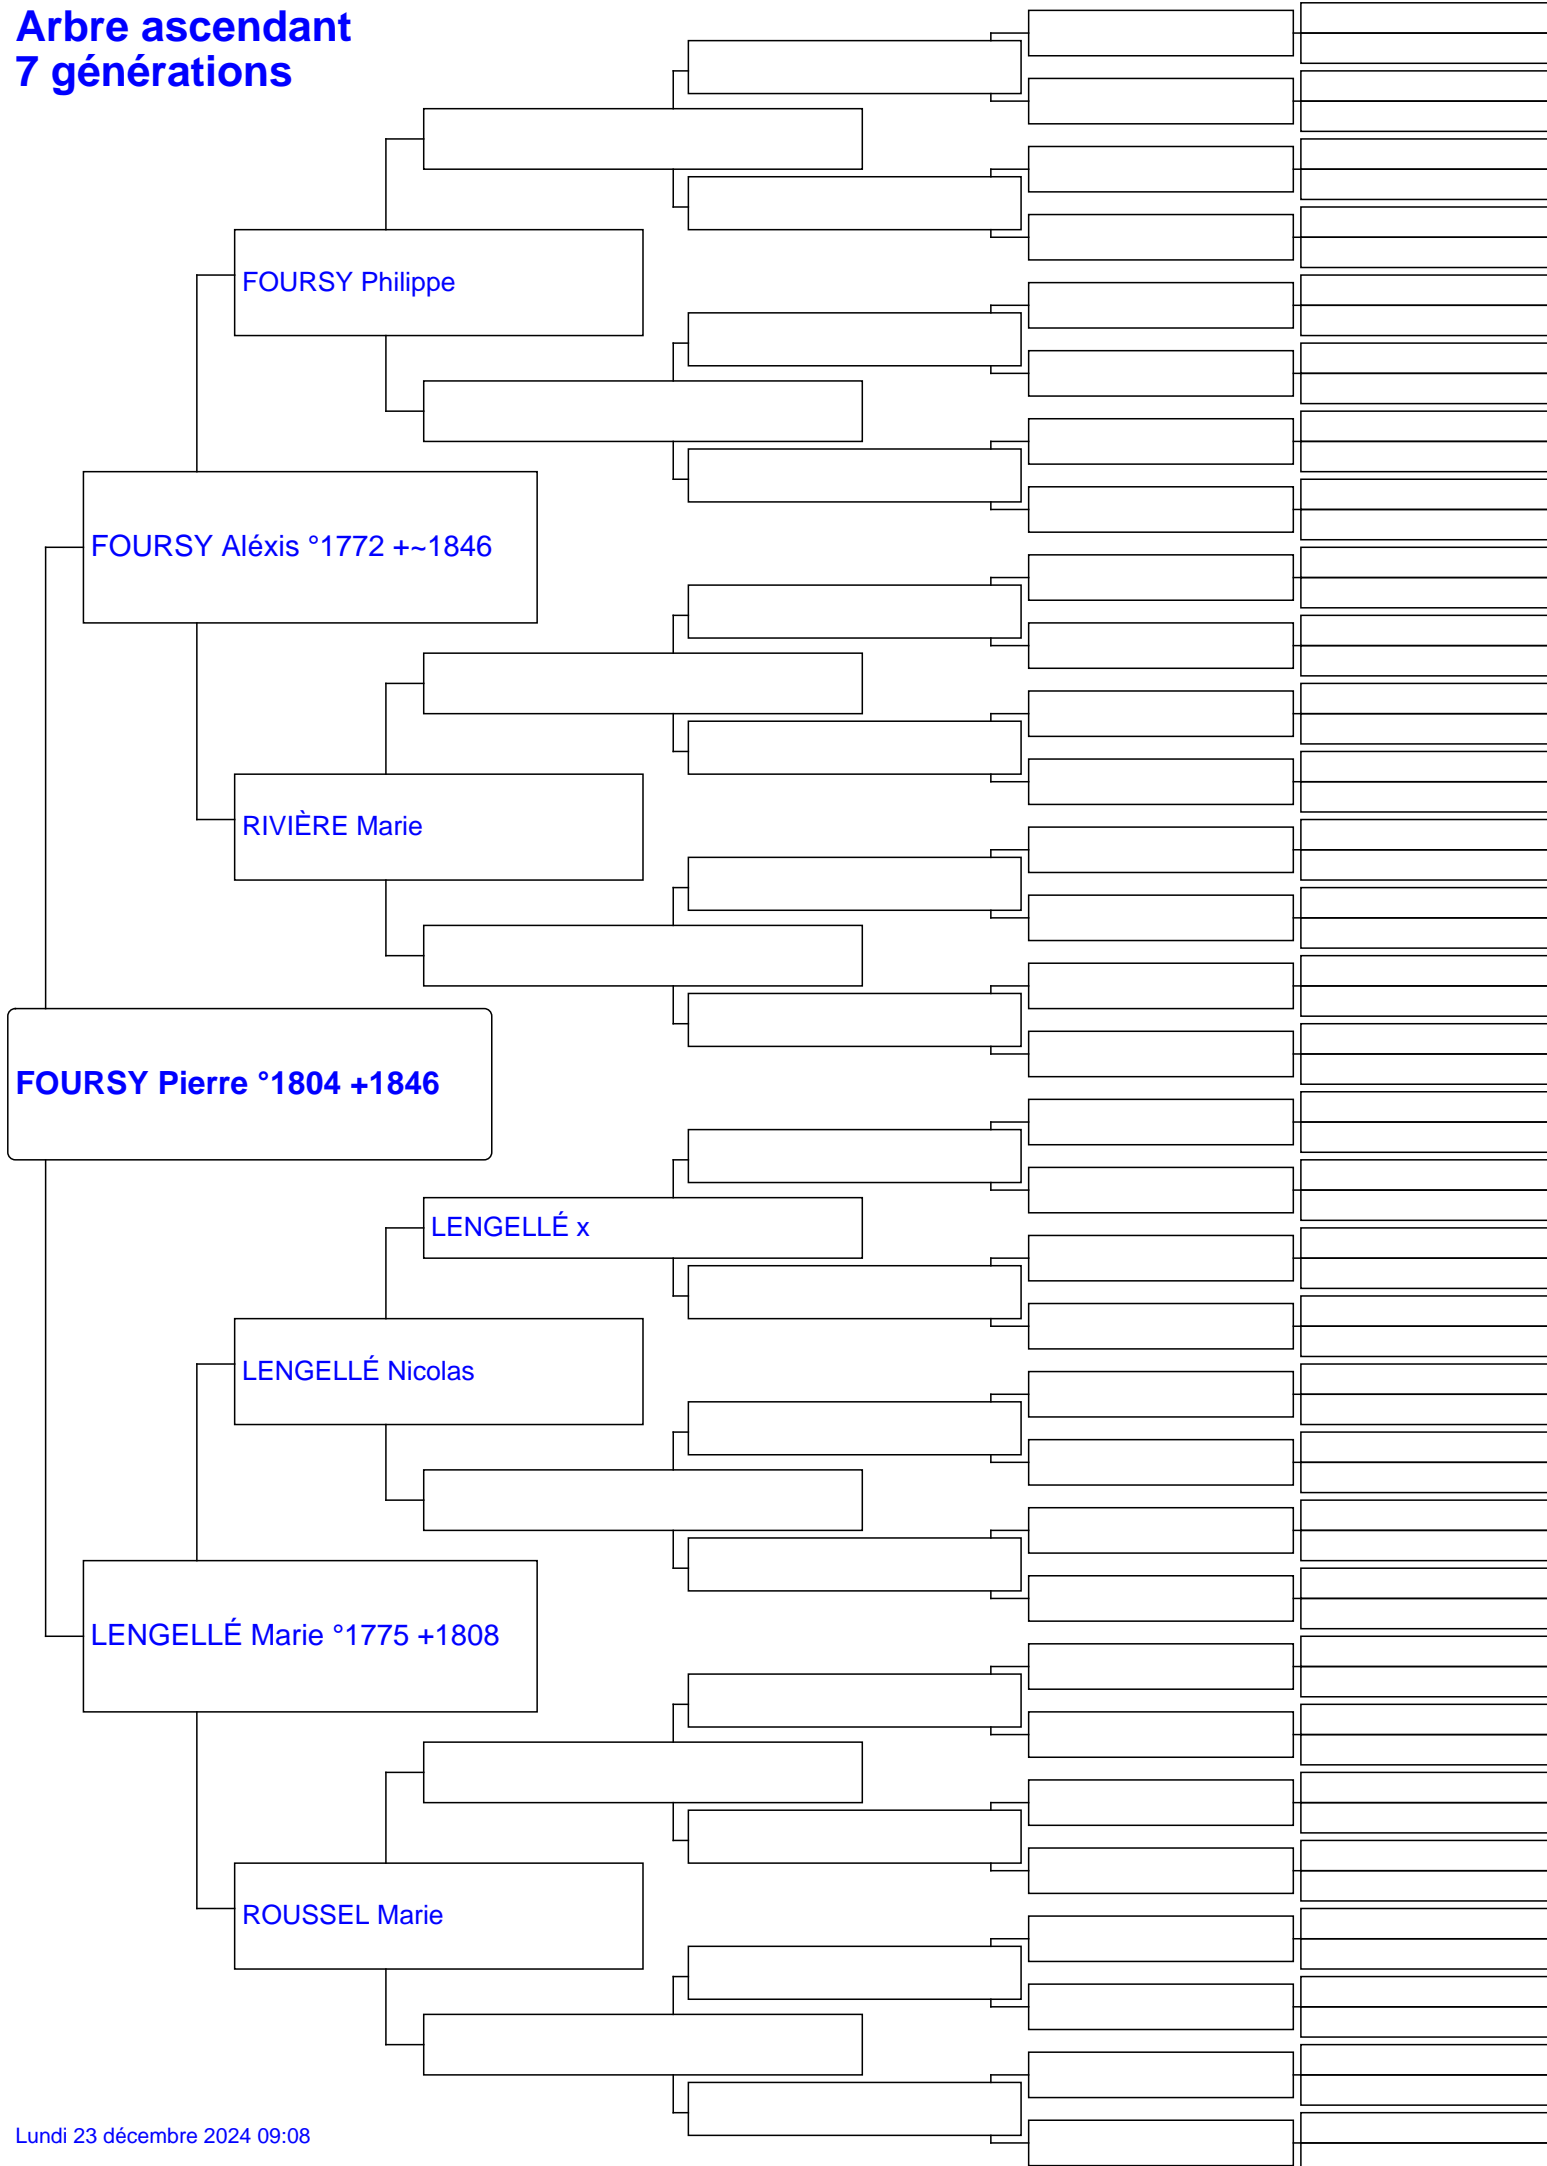 Arbre ascendant
7 générations
FOURSY Philippe
FOURSY Aléxis °1772 +~1846
RIVIÈRE Marie
FOURSY Pierre °1804 +1846
LENGELLÉ x
LENGELLÉ Nicolas
LENGELLÉ Marie °1775 +1808
ROUSSEL Marie
Lundi 23 décembre 2024 09:08